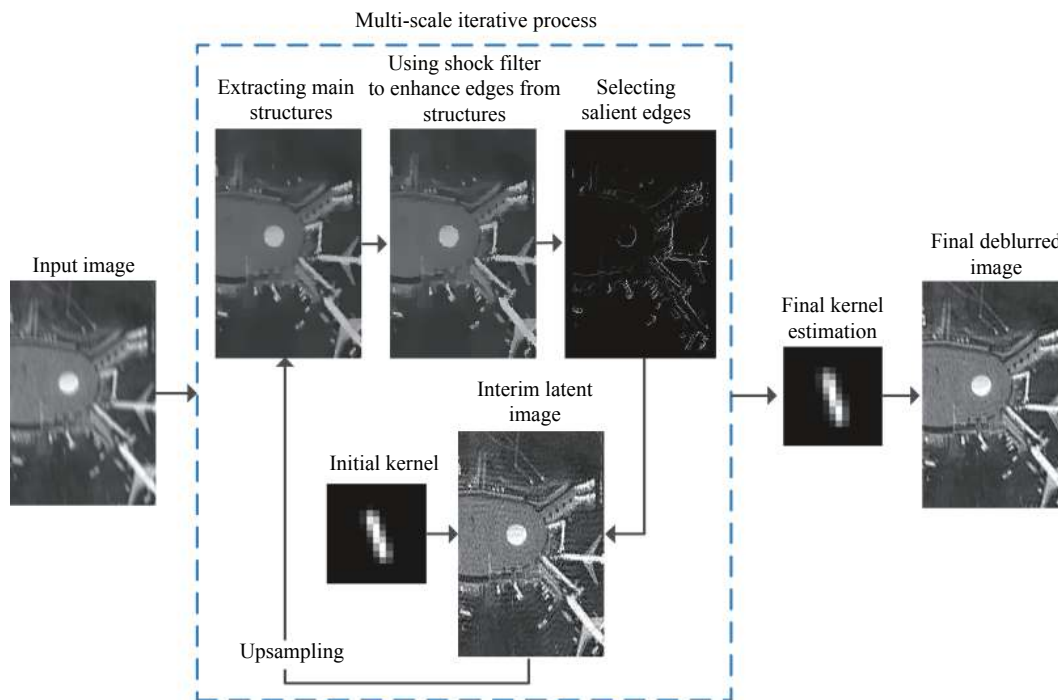 Multi-scale iterative process
Extracting main
structures
Using shock filter
to enhance edges from
structures
Selecting
salient edges
Input image
Final kernel
estimation
Final deblurred
image
Initial kernel
Interim latent
image
Upsampling